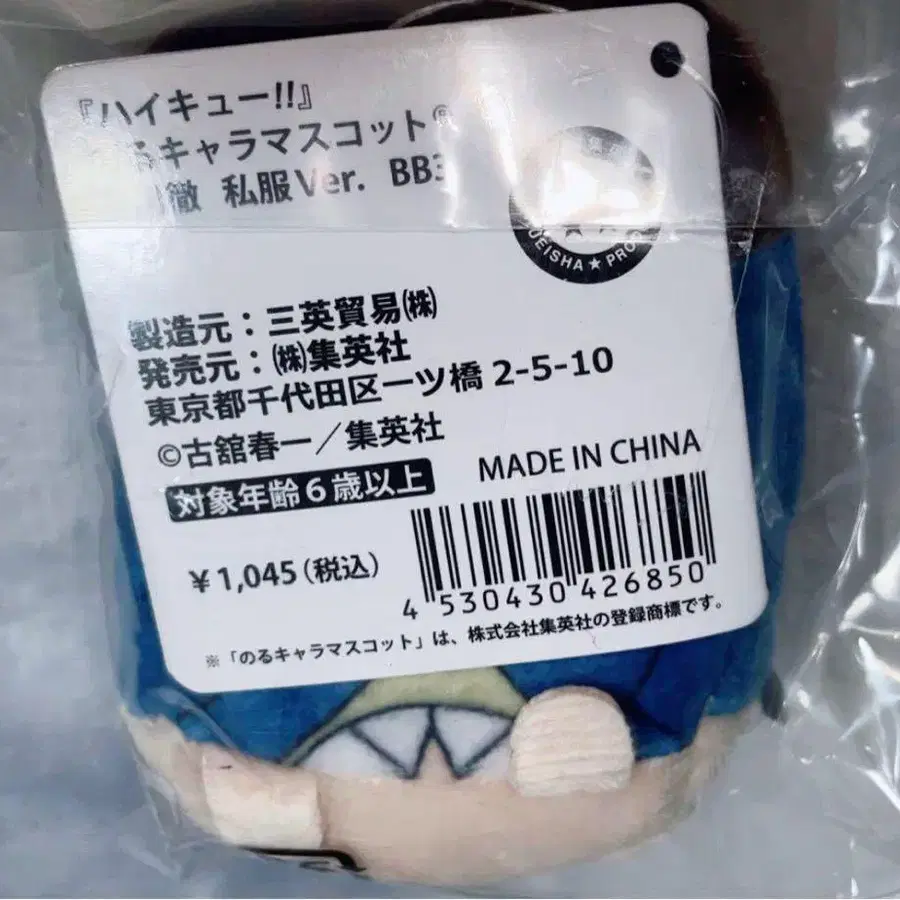 『ハイキュー!!』
るキャラマスコット®
徹 私服Ver. BB3
UEISHA★PROD
製造元：三英貿易㈱
発売元：㈱集英社
東京都千代田区一ツ橋 2-5-10
©古舘春一／集英社
対象年齢６歳以上
MADE IN CHINA
￥1,045（税込）
4 530430 426850
※「のるキャラマスコット」は、株式会社集英社の登録商標です。